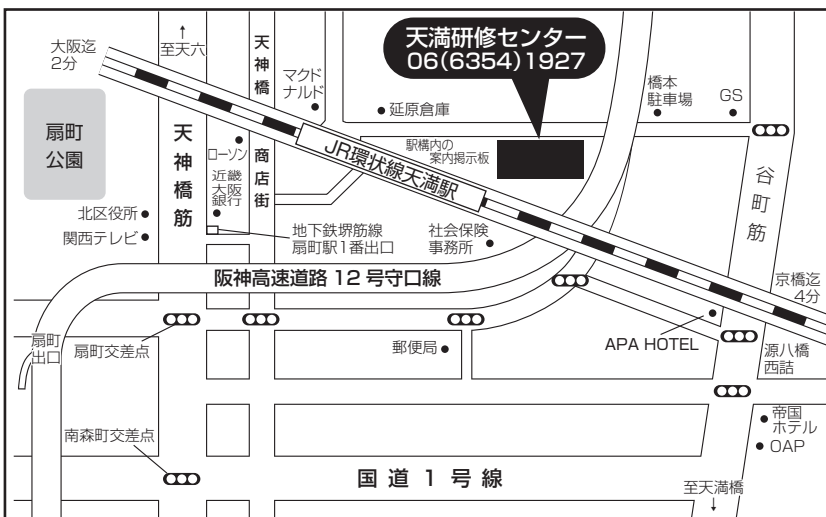 大阪迄
2分
↑
至天六
天神橋
商店街
マクド
ナルド
天満研修センター
06(6354)1927
延原倉庫
橋本
駐車場
GS
扇町
公園
天神橋筋
ローソン
近畿
大阪
銀行
駅構内の
案内掲示板
JR環状線天満駅
谷町筋
北区役所
関西テレビ
地下鉄堺筋線
扇町駅1番出口
社会保険
事務所
阪神高速道路 12 号守口線
京橋迄
4分
扇町
出口
扇町交差点
郵便局
APA HOTEL
源八橋
西詰
帝国
ホテル
OAP
南森町交差点
国道1号線
至天満橋
↓